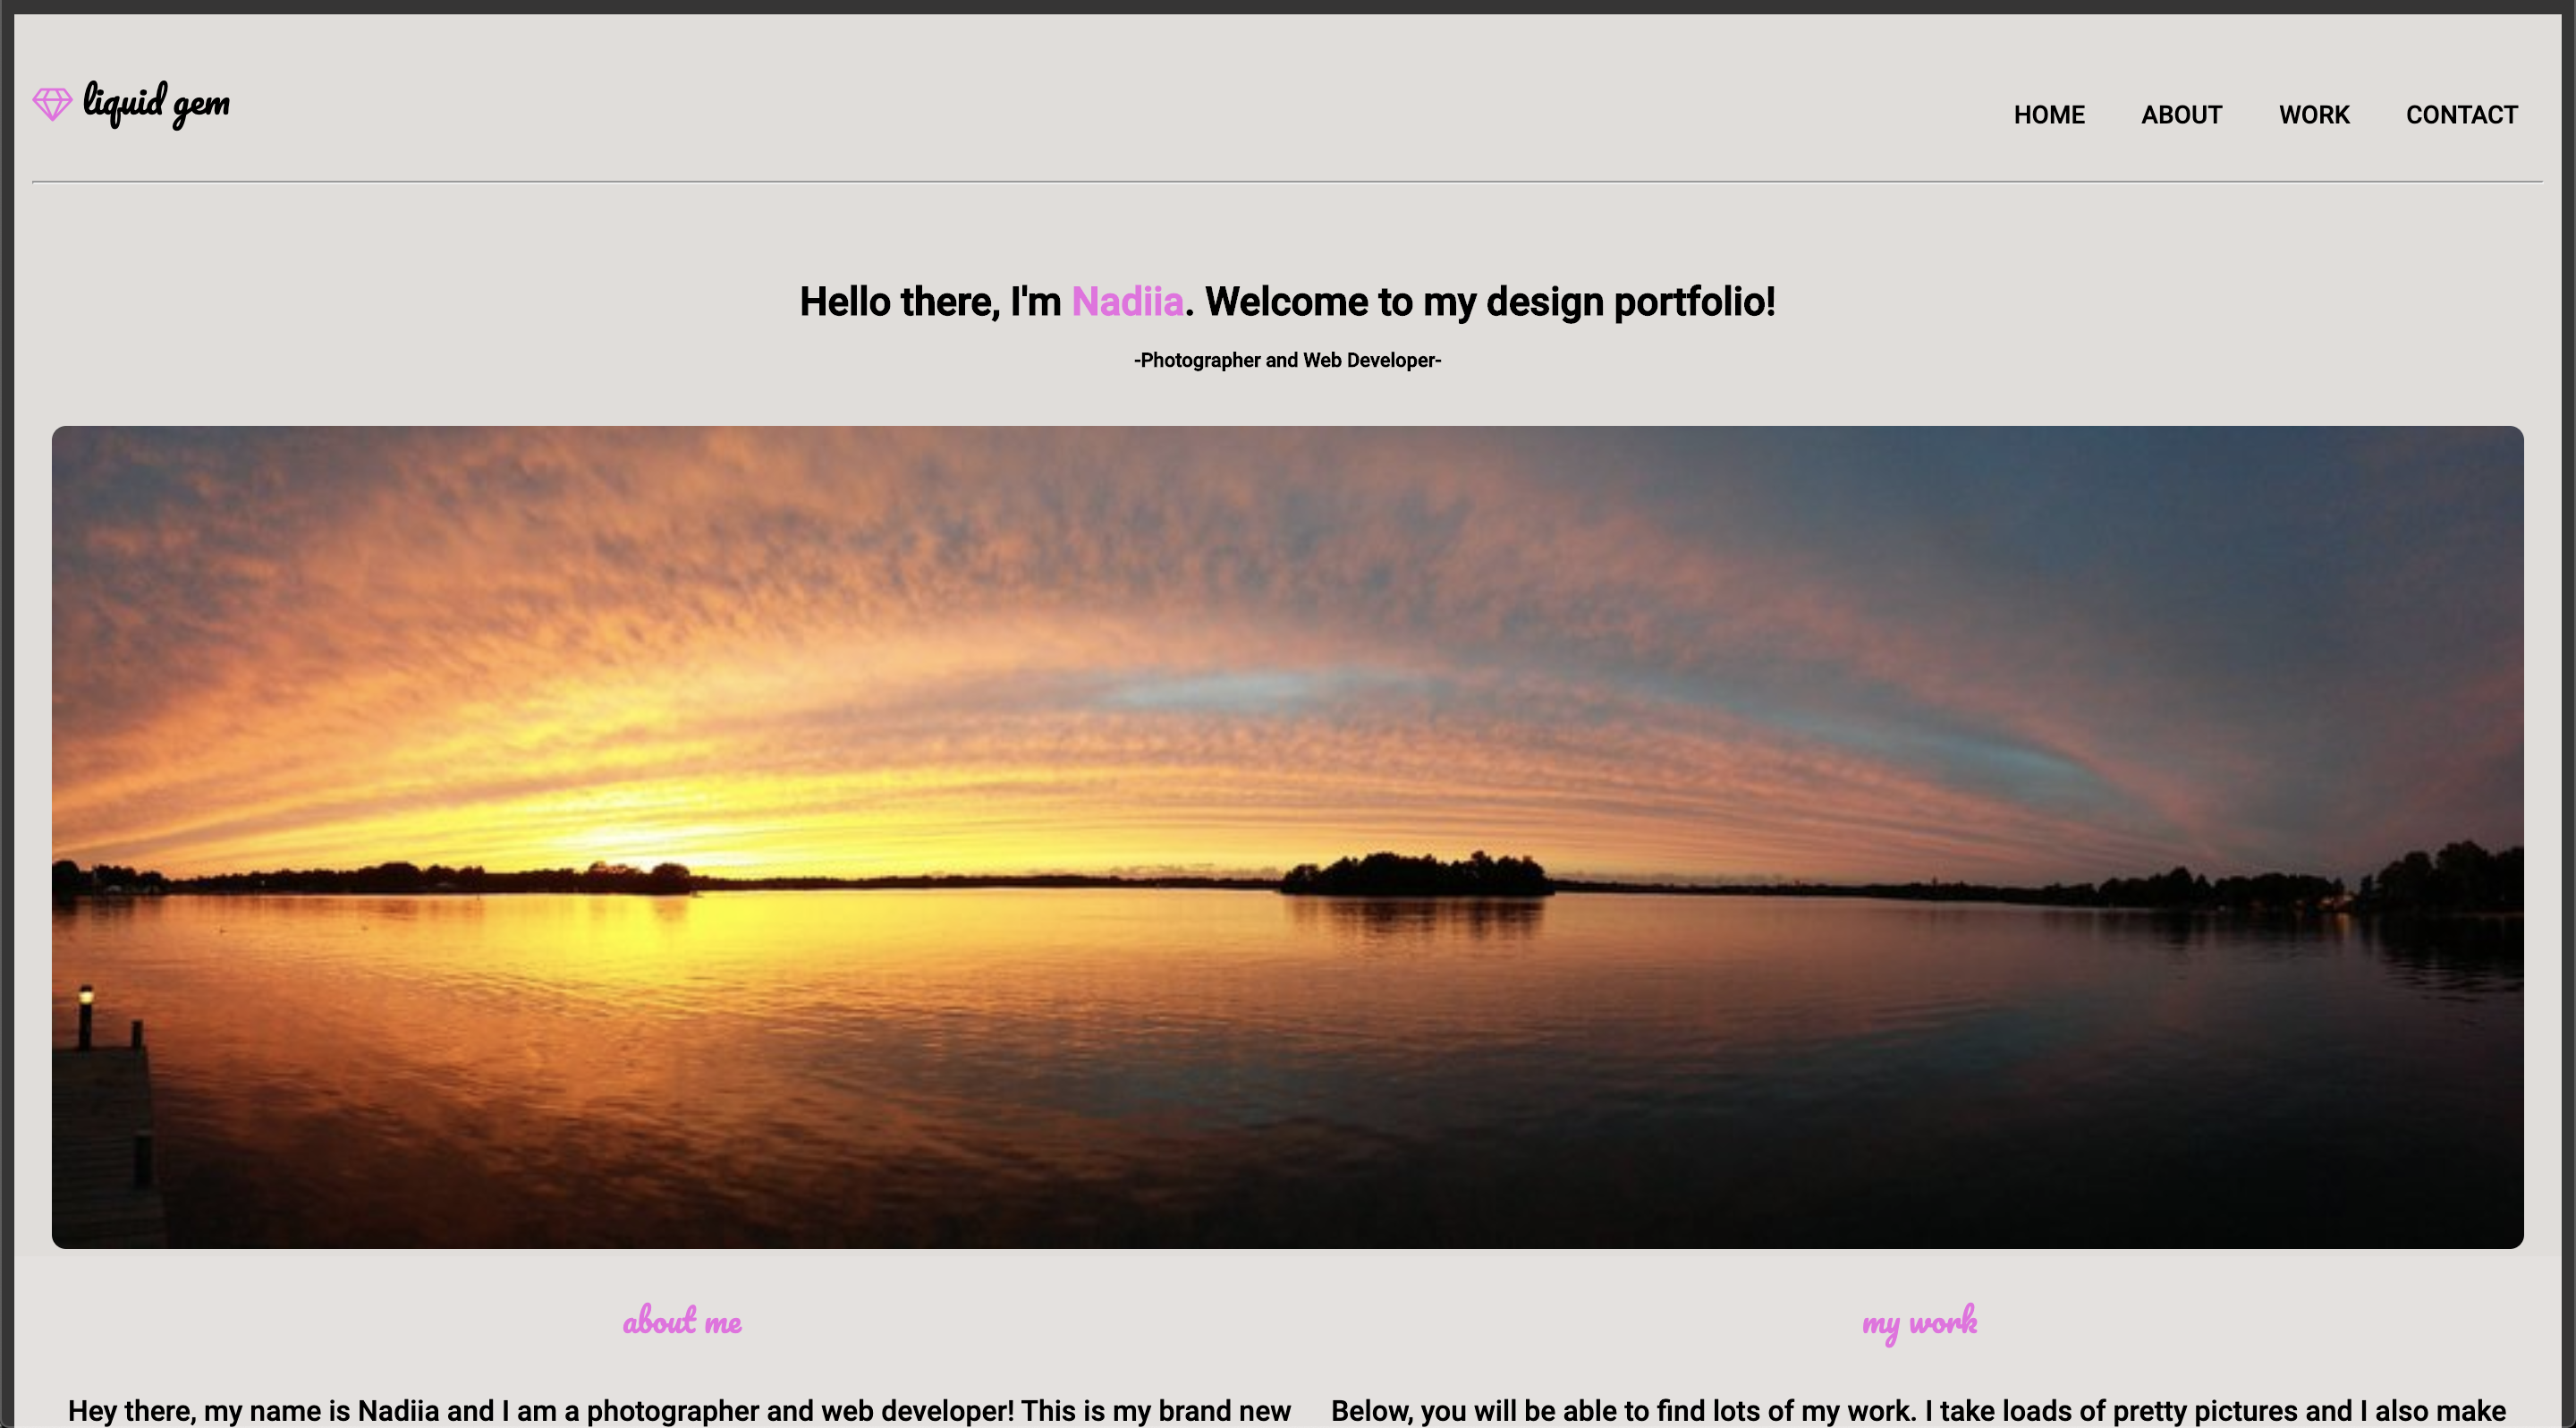 liquid gem
HOME ABOUT WORK CONTACT
Hello there, I'm Nadiia. Welcome to my design portfolio!
-Photographer and Web Developer-
about me
Hey there, my name is Nadiia and I am a photographer and web developer! This is my brand new
my work
Below, you will be able to find lots of my work. I take loads of pretty pictures and I also make